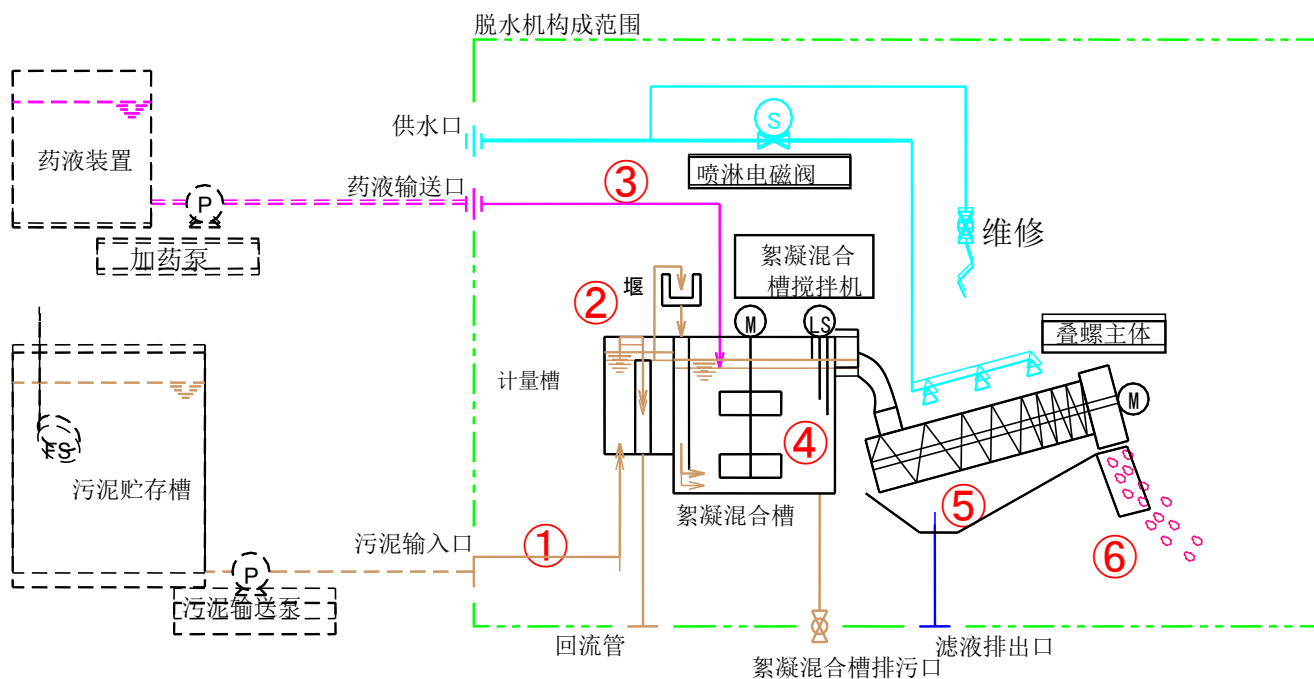 脱水机构成范围
供水口
S
喷淋电磁阀
药液装置
药液输送口
③
P
加药泵
维修
絮凝混合
槽搅拌机
②
堰
M
LS
叠螺主体
计量槽
M
④
FS
污泥贮存槽
絮凝混合槽
⑤
污泥输入口
①
⑥
P
污泥输送泵
回流管
絮凝混合槽排污口
滤液排出口